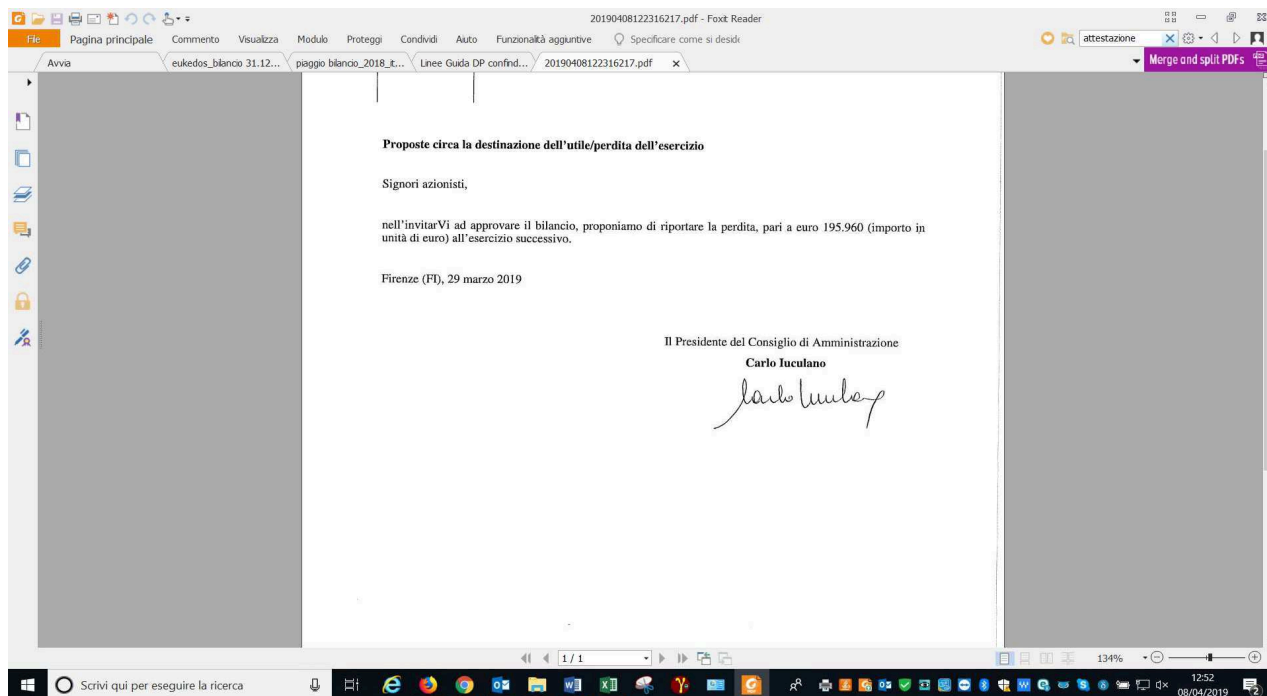 20190408122316217.pdf - Foxit Reader
File Pagina principale Commento Visualizza Modulo Proteggi Condividi Aiuto Funzionalità aggiuntive Specificare come si desid attestazione
Avvia eukedos_bilancio 31.12... piaggio bilancio_2018_it... Linee Guida DP confind... 20190408122316217.pdf Merge and split PDFs
Proposte circa la destinazione dell'utile/perdita dell'esercizio
Signori azionisti,
nell'invitarVi ad approvare il bilancio, proponiamo di riportare la perdita, pari a euro 195.960 (importo in
unità di euro) all'esercizio successivo.
Firenze (FI), 29 marzo 2019
Il Presidente del Consiglio di Amministrazione
Carlo Iuculano
1 / 1 134%
Scrivi qui per eseguire la ricerca 12:52
08/04/2019